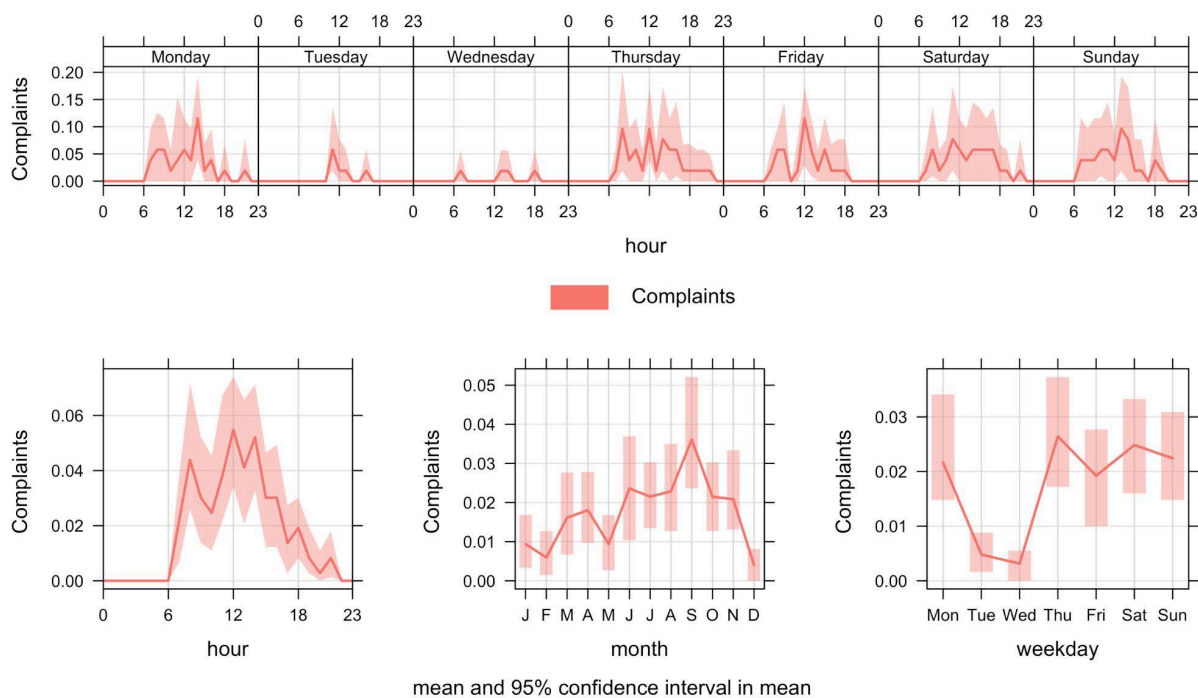 0 6 12 18 23 0 6 12 18 23 0 6 12 18 23
Monday Tuesday Wednesday Thursday Friday Saturday Sunday
0.20
0.15
0.10
0.05
0.00
Complaints
0 6 12 18 23 0 6 12 18 23 0 6 12 18 23 0 6 12 18 23
hour
Complaints
0.06
0.04
0.02
0.00
Complaints
0 6 12 18 23
hour
0.05
0.04
0.03
0.02
0.01
0.00
Complaints
J F M A M J J A S O N D
month
0.03
0.02
0.01
0.00
Complaints
Mon Tue Wed Thu Fri Sat Sun
weekday
mean and 95% confidence interval in mean